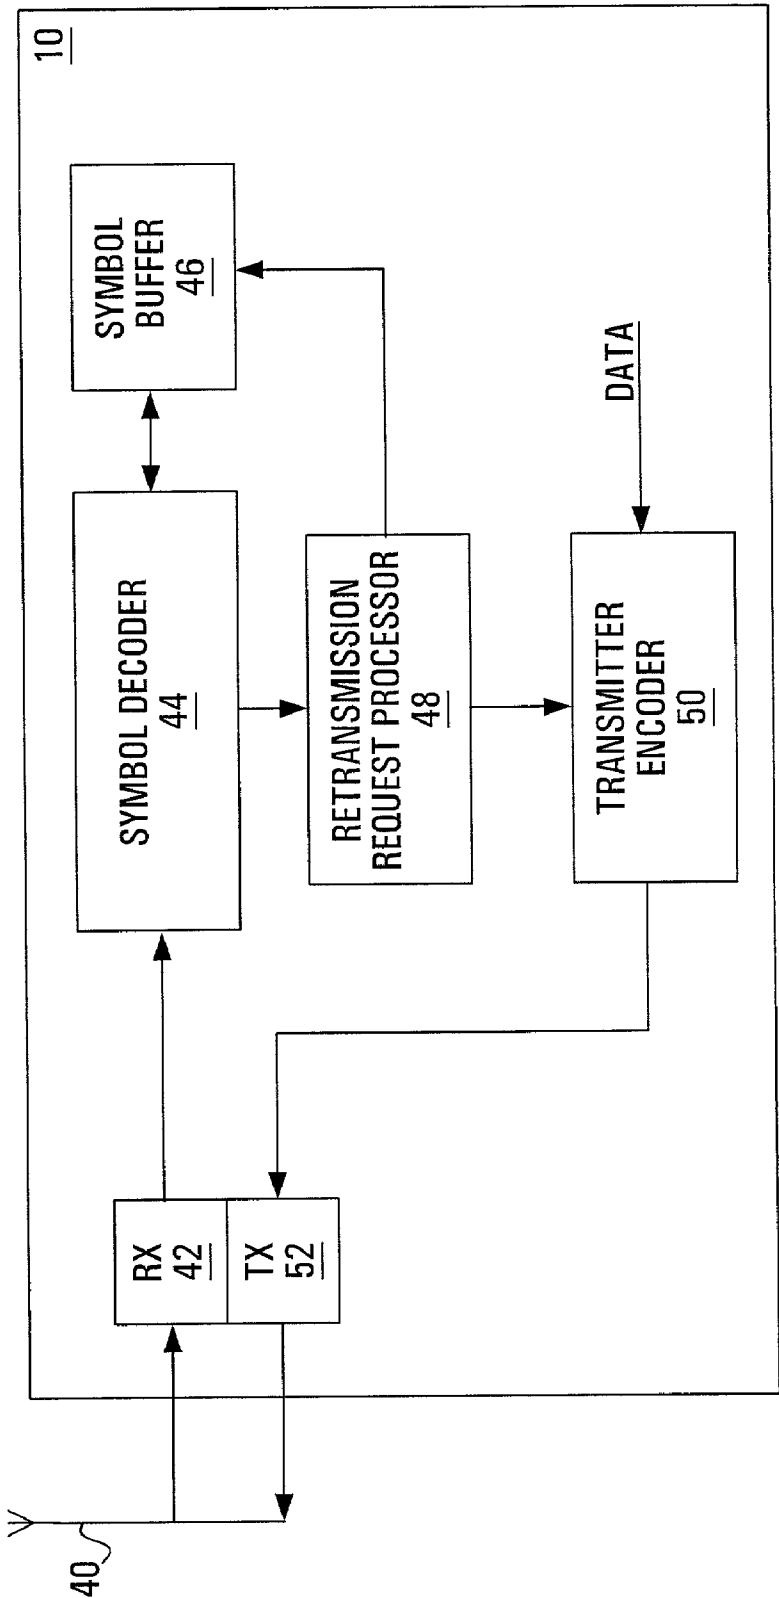 10
SYMBOL
BUFFER
46
SYMBOL DECODER
44
RETRANSMISSION
REQUEST PROCESSOR
48
DATA
TRANSMITTER
ENCODER
50
RX
42
TX
52
40